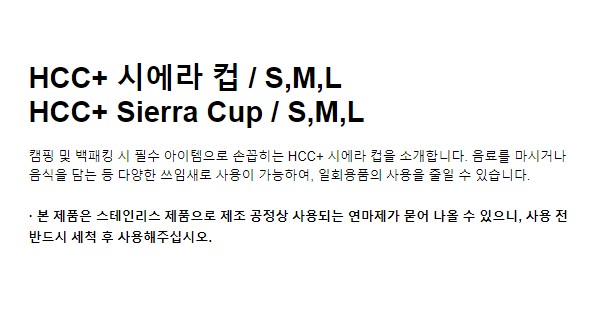 HCC+ 시에라 컵 / S,M,L
HCC+ Sierra Cup / S,M,L
캠핑 및 백패킹 시 필수 아이템으로 손꼽히는 HCC+ 시에라 컵을 소개합니다. 음료를 마시거나
음식을 담는 등 다양한 쓰임새로 사용이 가능하여, 일회용품의 사용을 줄일 수 있습니다.
· 본 제품은 스테인리스 제품으로 제조 공정상 사용되는 연마제가 묻어 나올 수 있으니, 사용 전
반드시 세척 후 사용해주십시오.